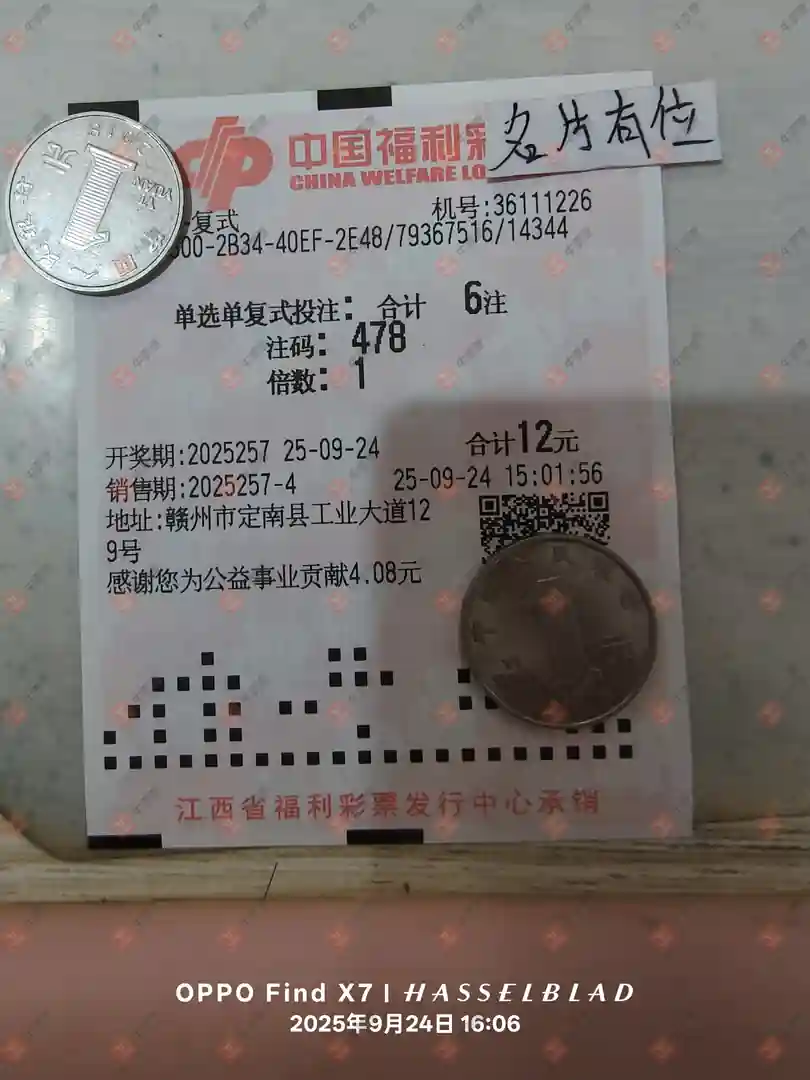 中国福利彩
CHINA WELFARE LO
名片有位
复式
机号:36111226
00-2B34-40EF-2E48/79367516/14344
单选单复式投注: 合计 6注
注码: 478
倍数: 1
开奖期:2025257 25-09-24 合计12元
销售期:2025257-4 25-09-24 15:01:56
地址:赣州市定南县工业大道12
9号
感谢您为公益事业贡献4.08元
江西省福利彩票发行中心承销
1
元
YI YUAN
OPPO Find X7 | HASSELBLAD
2025年9月24日 16:06